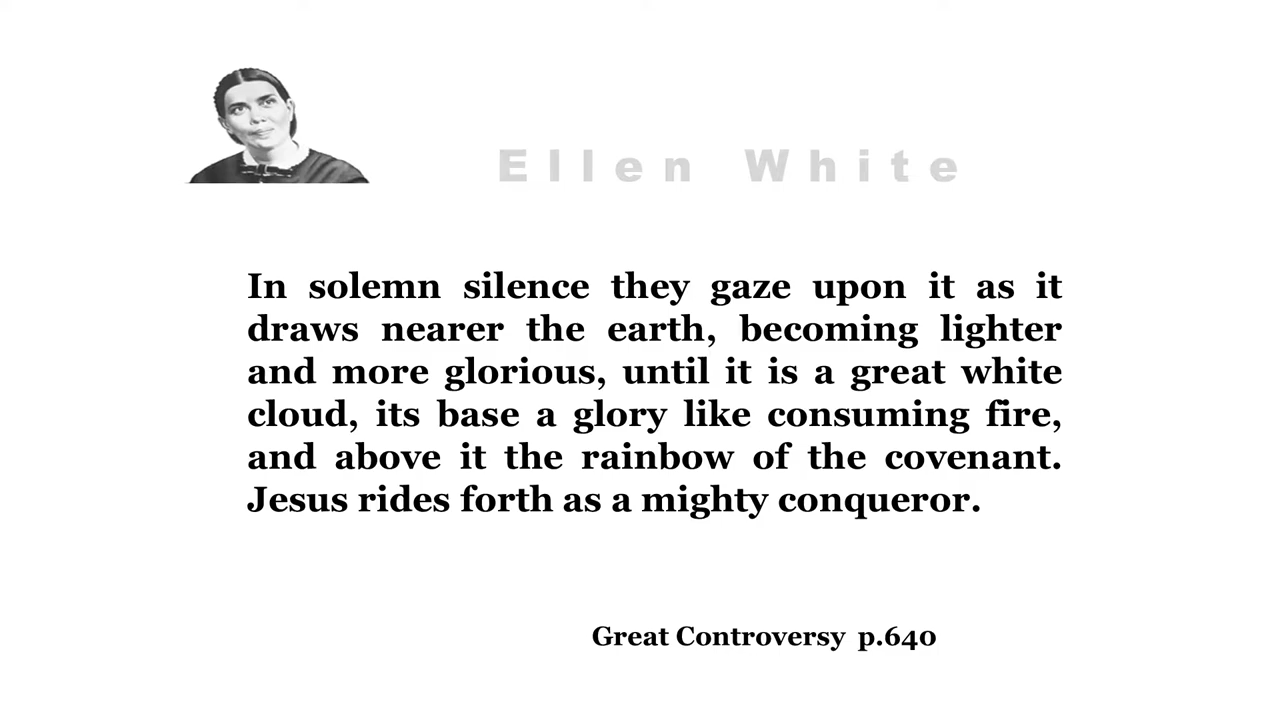 Ellen White
In solemn silence they gaze upon it as it
draws nearer the earth, becoming lighter
and more glorious, until it is a great white
cloud, its base a glory like consuming fire,
and above it the rainbow of the covenant.
Jesus rides forth as a mighty conqueror.
Great Controversy p.640